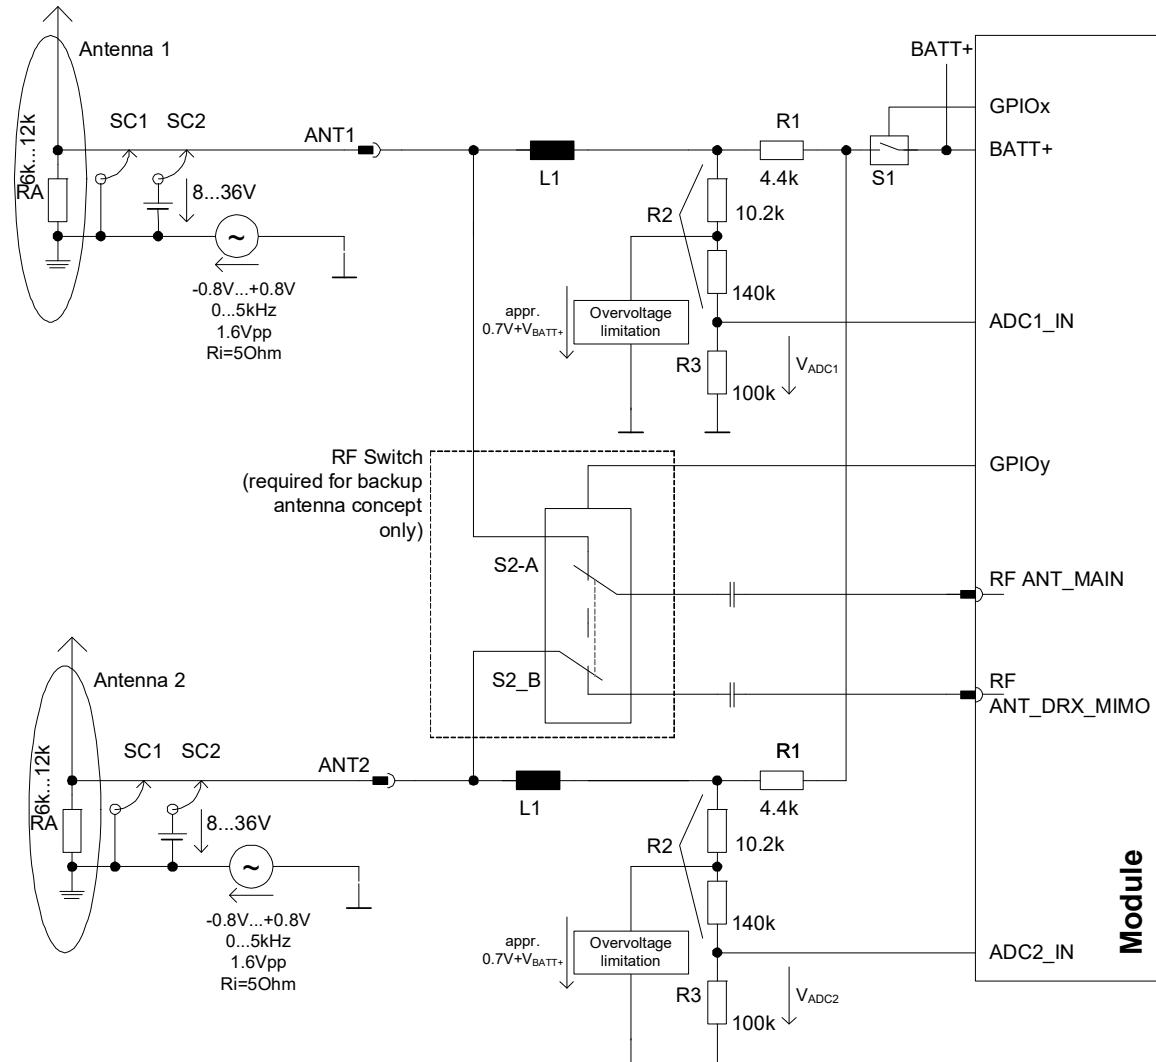 Antenna 1
BATT+
GPIOx
SC1
SC2
ANT1
R1
BATT+
6k...12k
L1
4.4k
S1
RA
8...36V
R2
10.2k
~
-0.8V...+0.8V
0...5kHz
1.6Vpp
Ri=5Ohm
appr.
0.7V+VBATT+
Overvoltage
limitation
140k
ADC1_IN
R3
VADC1
100k
RF Switch
(required for backup
antenna concept
only)
GPIOy
S2-A
RF ANT_MAIN
S2_B
RF
ANT_DRX_MIMO
Antenna 2
SC1
SC2
ANT2
R1
6k...12k
L1
4.4k
RA
8...36V
R2
10.2k
~
-0.8V...+0.8V
0...5kHz
1.6Vpp
Ri=5Ohm
appr.
0.7V+VBATT+
Overvoltage
limitation
140k
ADC2_IN
R3
VADC2
100k
Module